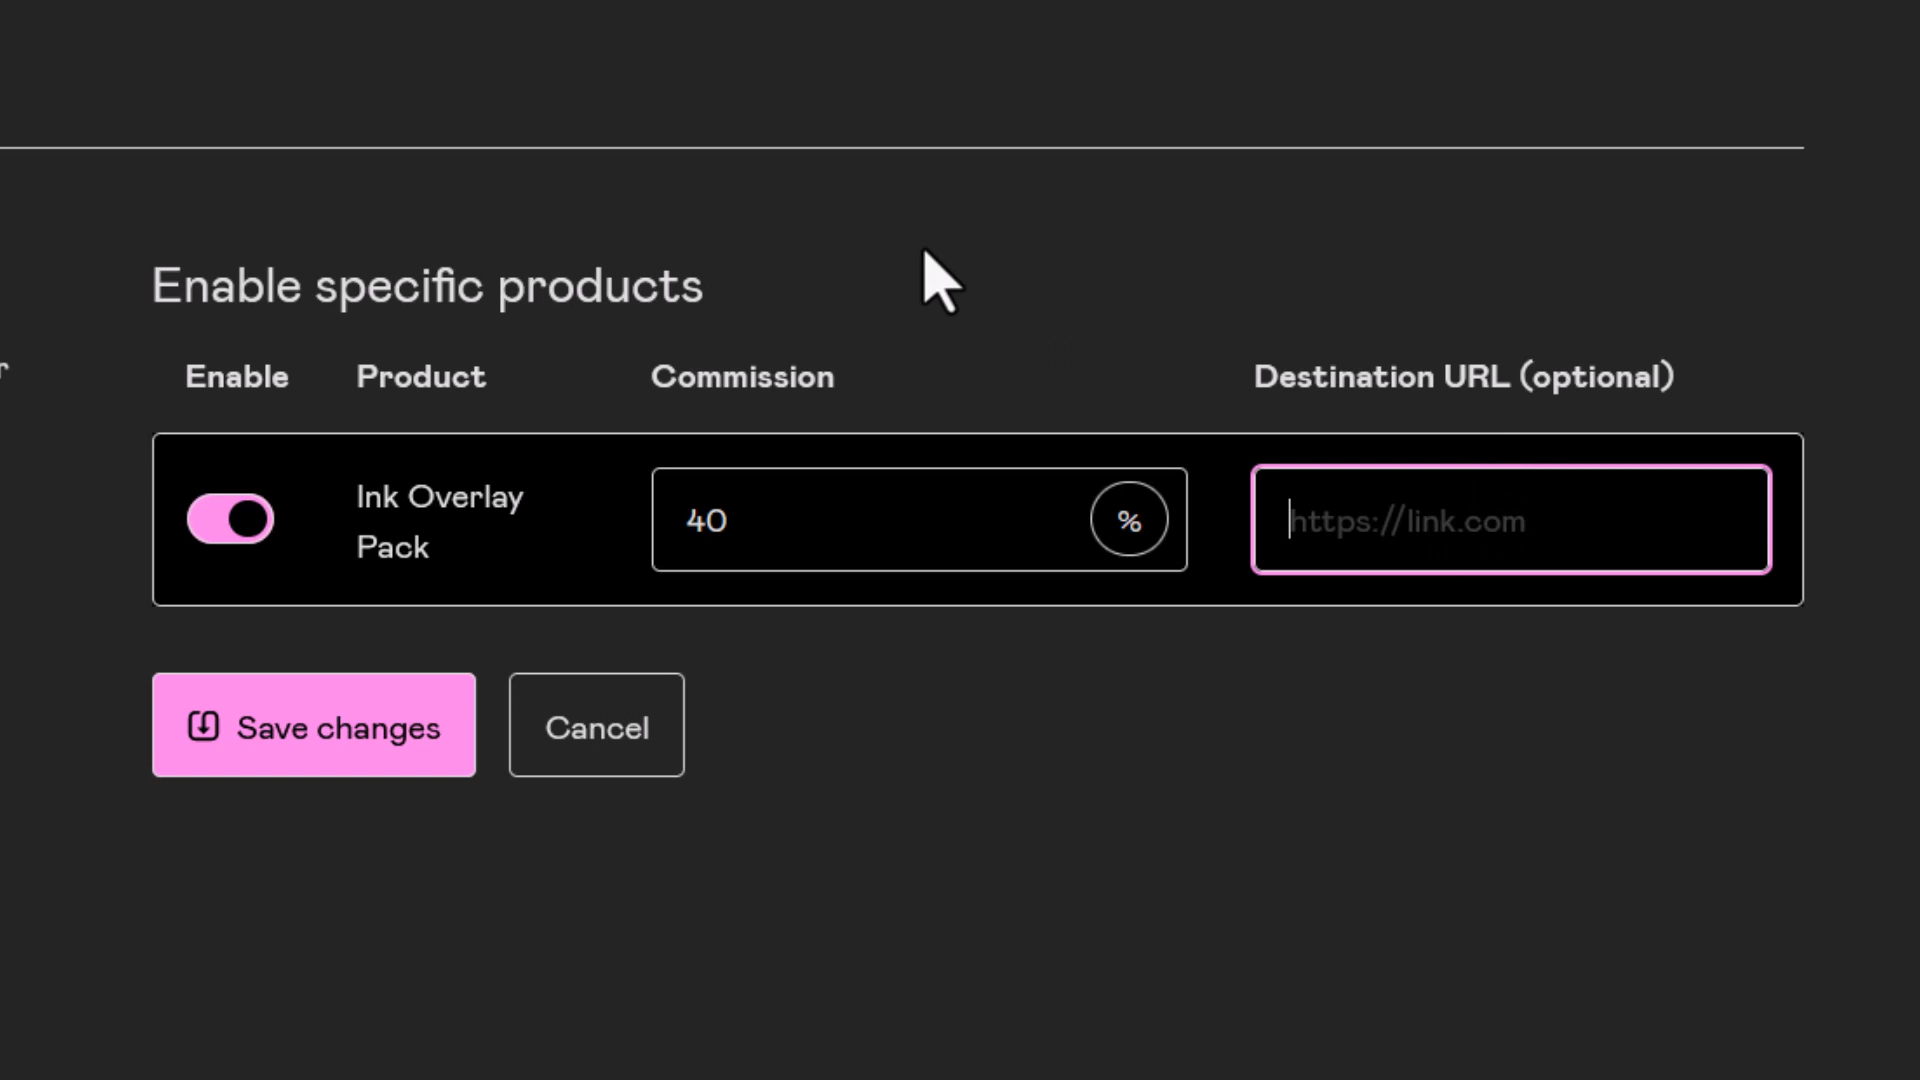 Enable specific products
Enable Product Commission Destination URL (optional)
Ink Overlay
Pack
40 %
https://link.com
Save changes Cancel